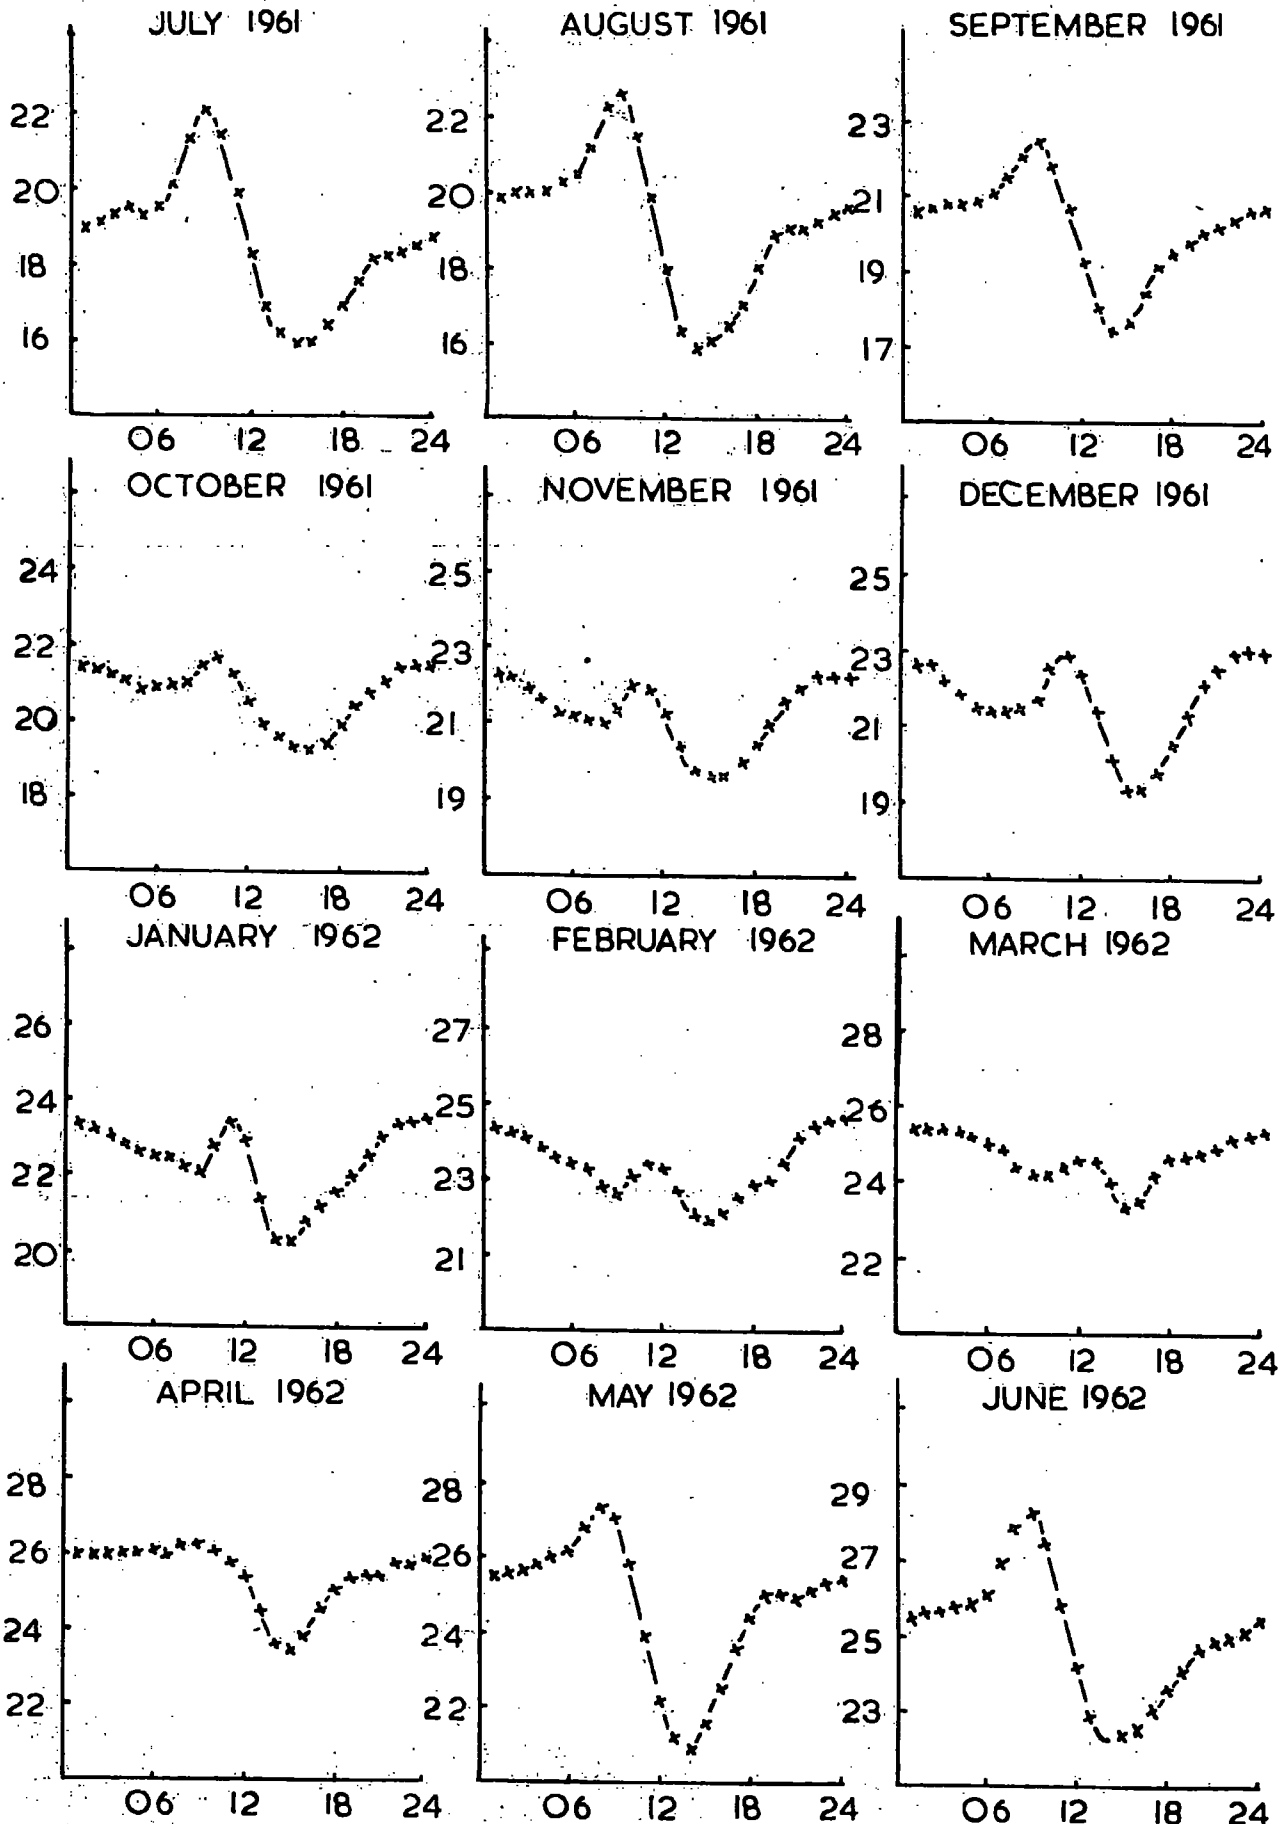 JULY 1961
22
20
18
16
06 12 18 24
AUGUST 1961
22
20
18
16
06 12 18 24
SEPTEMBER 1961
23
21
19
17
06 12 18 24
OCTOBER 1961
24
22
20
18
06 12 18 24
NOVEMBER 1961
25
23
21
19
06 12 18 24
DECEMBER 1961
25
23
21
19
06 12 18 24
JANUARY 1962
26
24
22
20
06 12 18 24
FEBRUARY 1962
27
25
23
21
06 12 18 24
MARCH 1962
28
26
24
22
06 12 18 24
APRIL 1962
28
26
24
22
06 12 18 24
MAY 1962
28
26
24
22
06 12 18 24
JUNE 1962
29
27
25
23
06 12 18 24